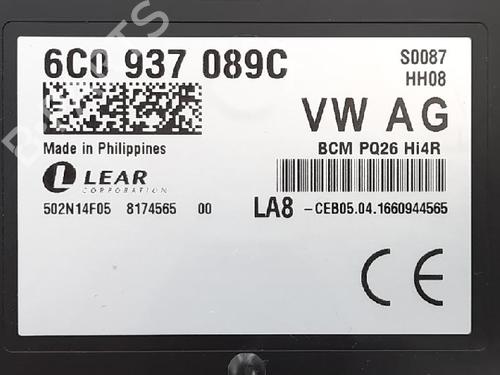 6C0 937 089C
S0087
HH08
VW AG
Made in Philippines
BCM PQ26 Hi4R
LEAR
CORPORATION
502N14F05 8174565 00
LA8 -CEB05.04.1660944565
CE